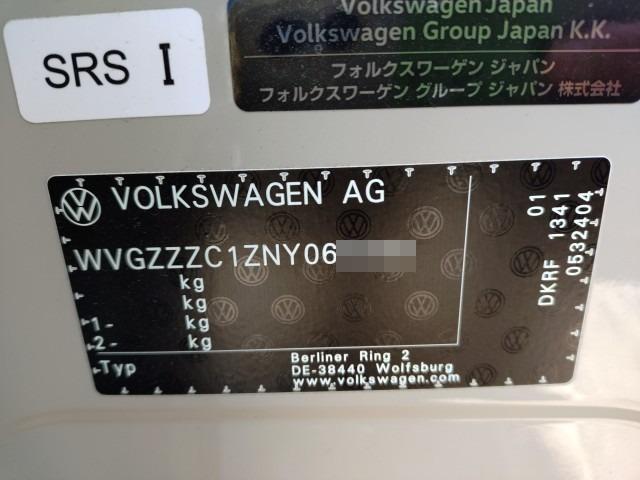 Volkswagen Japan
Volkswagen Group Japan K.K.
フォルクスワーゲン ジャパン
フォルクスワーゲン グループ ジャパン 株式会社
SRS I
VOLKSWAGEN AG
WVGZZZC1ZNY06
kg
kg
1- kg
2- kg
Typ
Berliner Ring 2
DE-38440 Wolfsburg
www.volkswagen.com
01
DKRF 1341
0532404